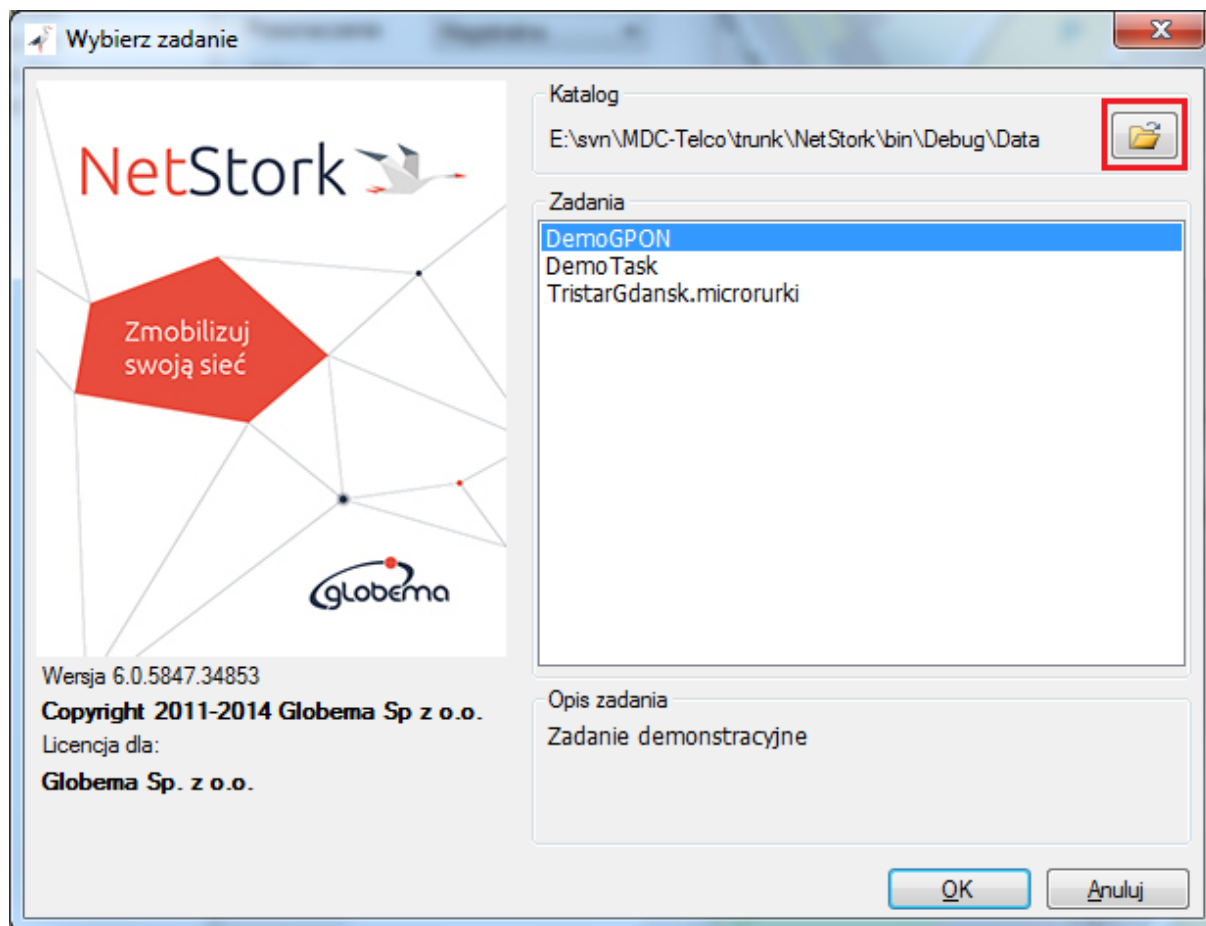 Wybierz zadanie
NetStork
Zmobilizuj
swoją sieć
globema
Wersja 6.0.5847.34853
Copyright 2011-2014 Globema Sp z o.o.
Licencja dla:
Globema Sp. z o.o.
Katalog
E:\svn\MDC-Telco\trunk\NetStork\bin\Debug\Data
Zadania
DemoGPON
DemoTask
TristarGdansk.microrurki
Opis zadania
Zadanie demonstracyjne
OK
Anuluj